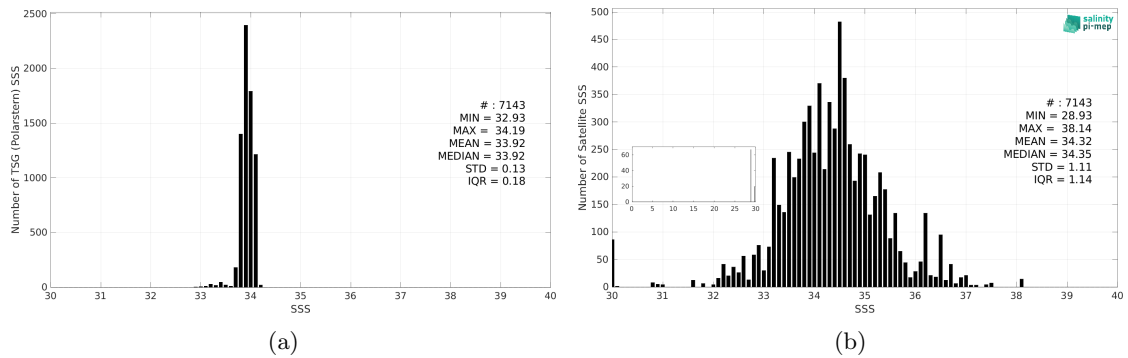 2500
2000
1500
1000
500
0
Number of TSG (Polarstern) SSS
# : 7143
MIN = 32.93
MAX = 34.19
MEAN = 33.92
MEDIAN = 33.92
STD = 0.13
IQR = 0.18
30 31 32 33 34 35 36 37 38 39 40
SSS
(a)
500
450
400
350
300
250
200
150
100
50
0
Number of Satellite SSS
salinity
pi-mep
# : 7143
MIN = 28.93
MAX = 38.14
MEAN = 34.32
MEDIAN = 34.35
STD = 1.11
IQR = 1.14
60
40
20
0
0 5 10 15 20 25 30
30 31 32 33 34 35 36 37 38 39 40
SSS
(b)